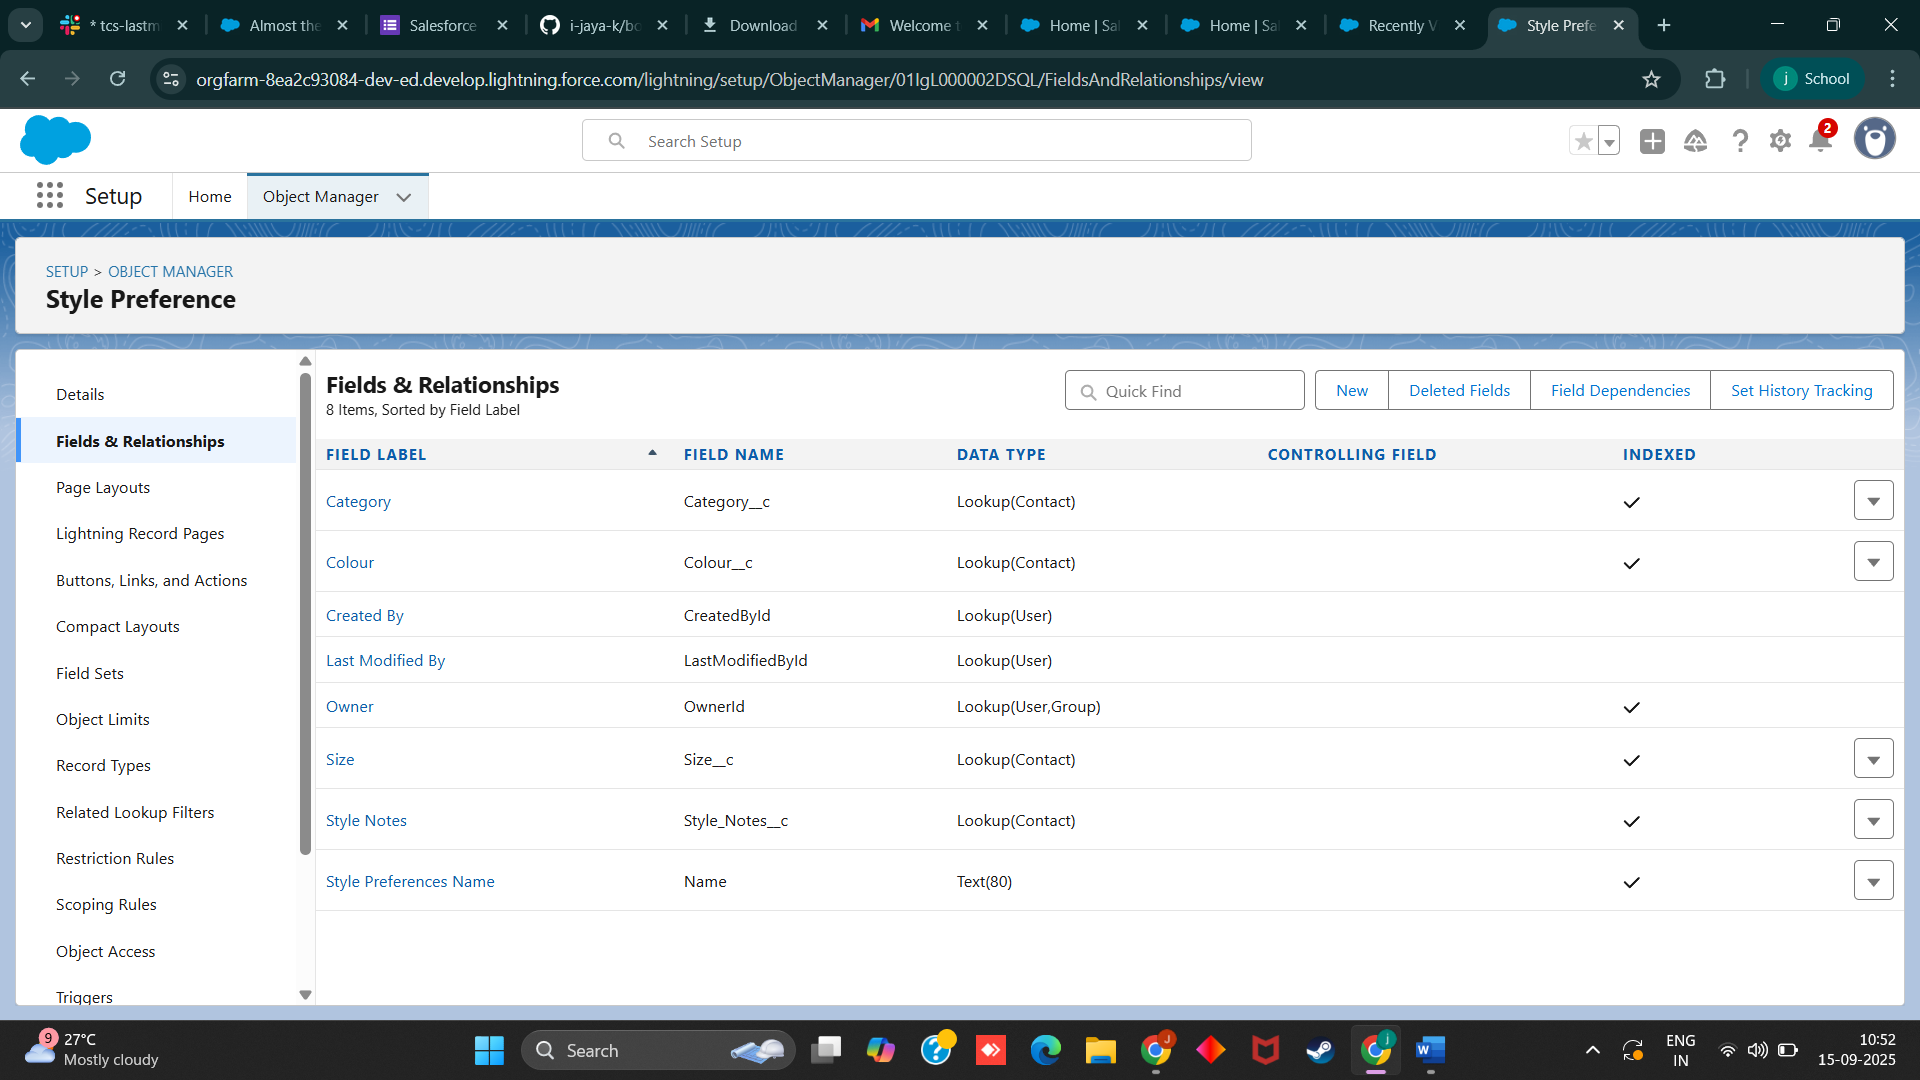 * tcs-lastm
Almost the
Salesforce
i-jaya-k/bo
Download
Welcome t
Home | Sal
Home | Sal
Recently V
Style Prefe
orgfarm-8ea2c93084-dev-ed.develop.lightning.force.com/lightning/setup/ObjectManager/01IgL000002DSQL/FieldsAndRelationships/view
j School
Search Setup
2
Setup
Home
Object Manager
SETUP > OBJECT MANAGER
Style Preference
Details
Fields & Relationships
Page Layouts
Lightning Record Pages
Buttons, Links, and Actions
Compact Layouts
Field Sets
Object Limits
Record Types
Related Lookup Filters
Restriction Rules
Scoping Rules
Object Access
Triggers
Fields & Relationships
8 Items, Sorted by Field Label
Quick Find
New
Deleted Fields
Field Dependencies
Set History Tracking
FIELD LABEL FIELD NAME DATA TYPE CONTROLLING FIELD INDEXED
Category Category__c Lookup(Contact)
Colour Colour__c Lookup(Contact)
Created By CreatedById Lookup(User)
Last Modified By LastModifiedById Lookup(User)
Owner OwnerId Lookup(User,Group)
Size Size__c Lookup(Contact)
Style Notes Style_Notes__c Lookup(Contact)
Style Preferences Name Name Text(80)
9
27°C
Mostly cloudy
Search
J
j
W
ENG
IN
10:52
15-09-2025